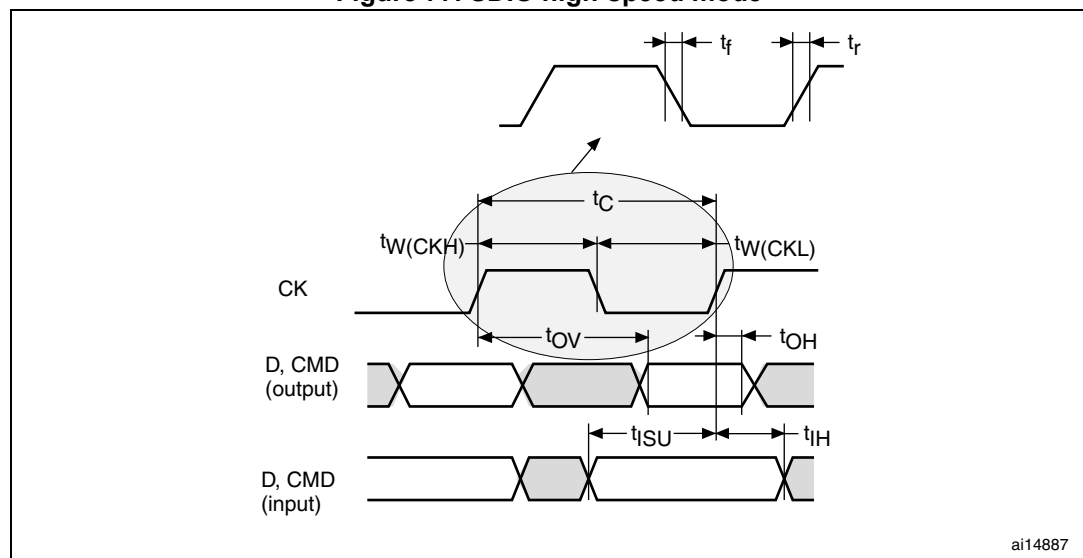 Figure 77. SDIO high-speed mode
tf
tr
tC
tW(CKH)
tW(CKL)
CK
tOV
tOH
D, CMD
(output)
tISU
tIH
D, CMD
(input)
ai14887